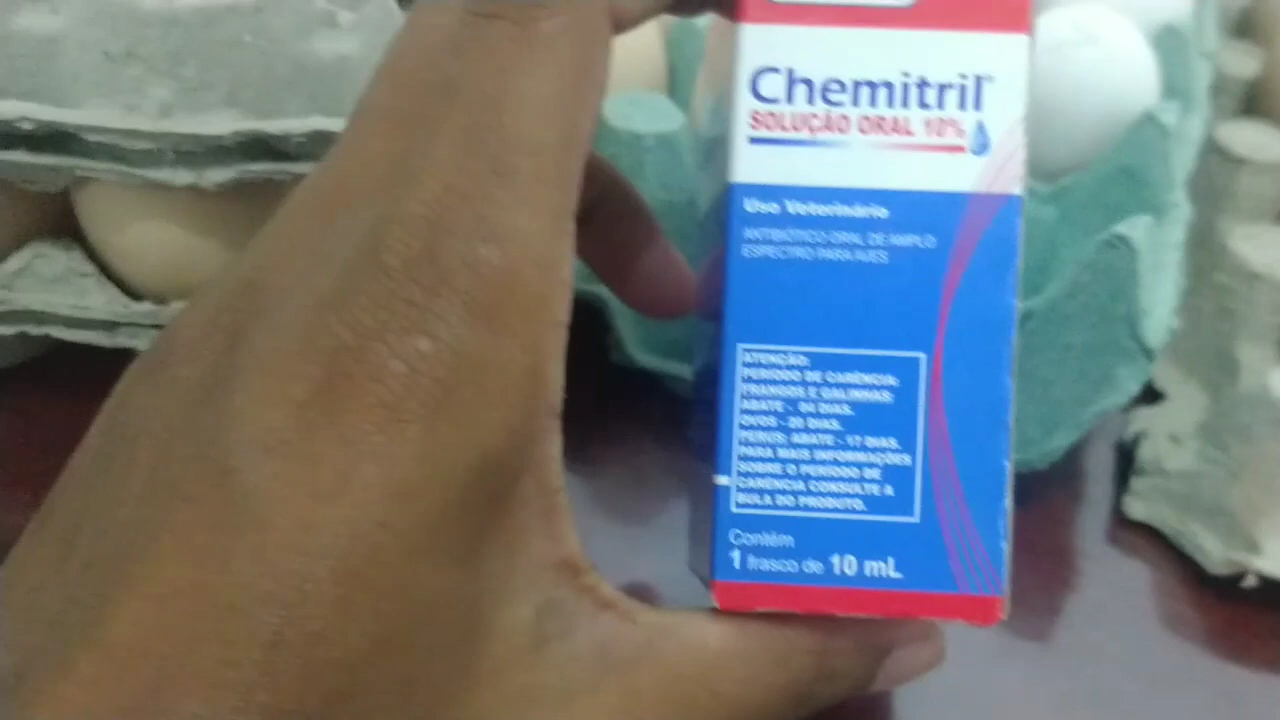 Chemitril
SOLUÇÃO ORAL 10%
Uso Veterinário
ANTIBIÓTICO ORAL DE AMPLO
ESPECTRO PARA AVES
ATENÇÃO:
PERÍODO DE CARÊNCIA:
FRANGOS E GALINHAS:
ABATE - 04 DIAS.
OVOS - 20 DIAS.
PERUS: ABATE - 17 DIAS.
PARA MAIS INFORMAÇÕES
SOBRE O PERÍODO DE
CARÊNCIA CONSULTE A
BULA DO PRODUTO.
Contém
1 frasco de 10 mL